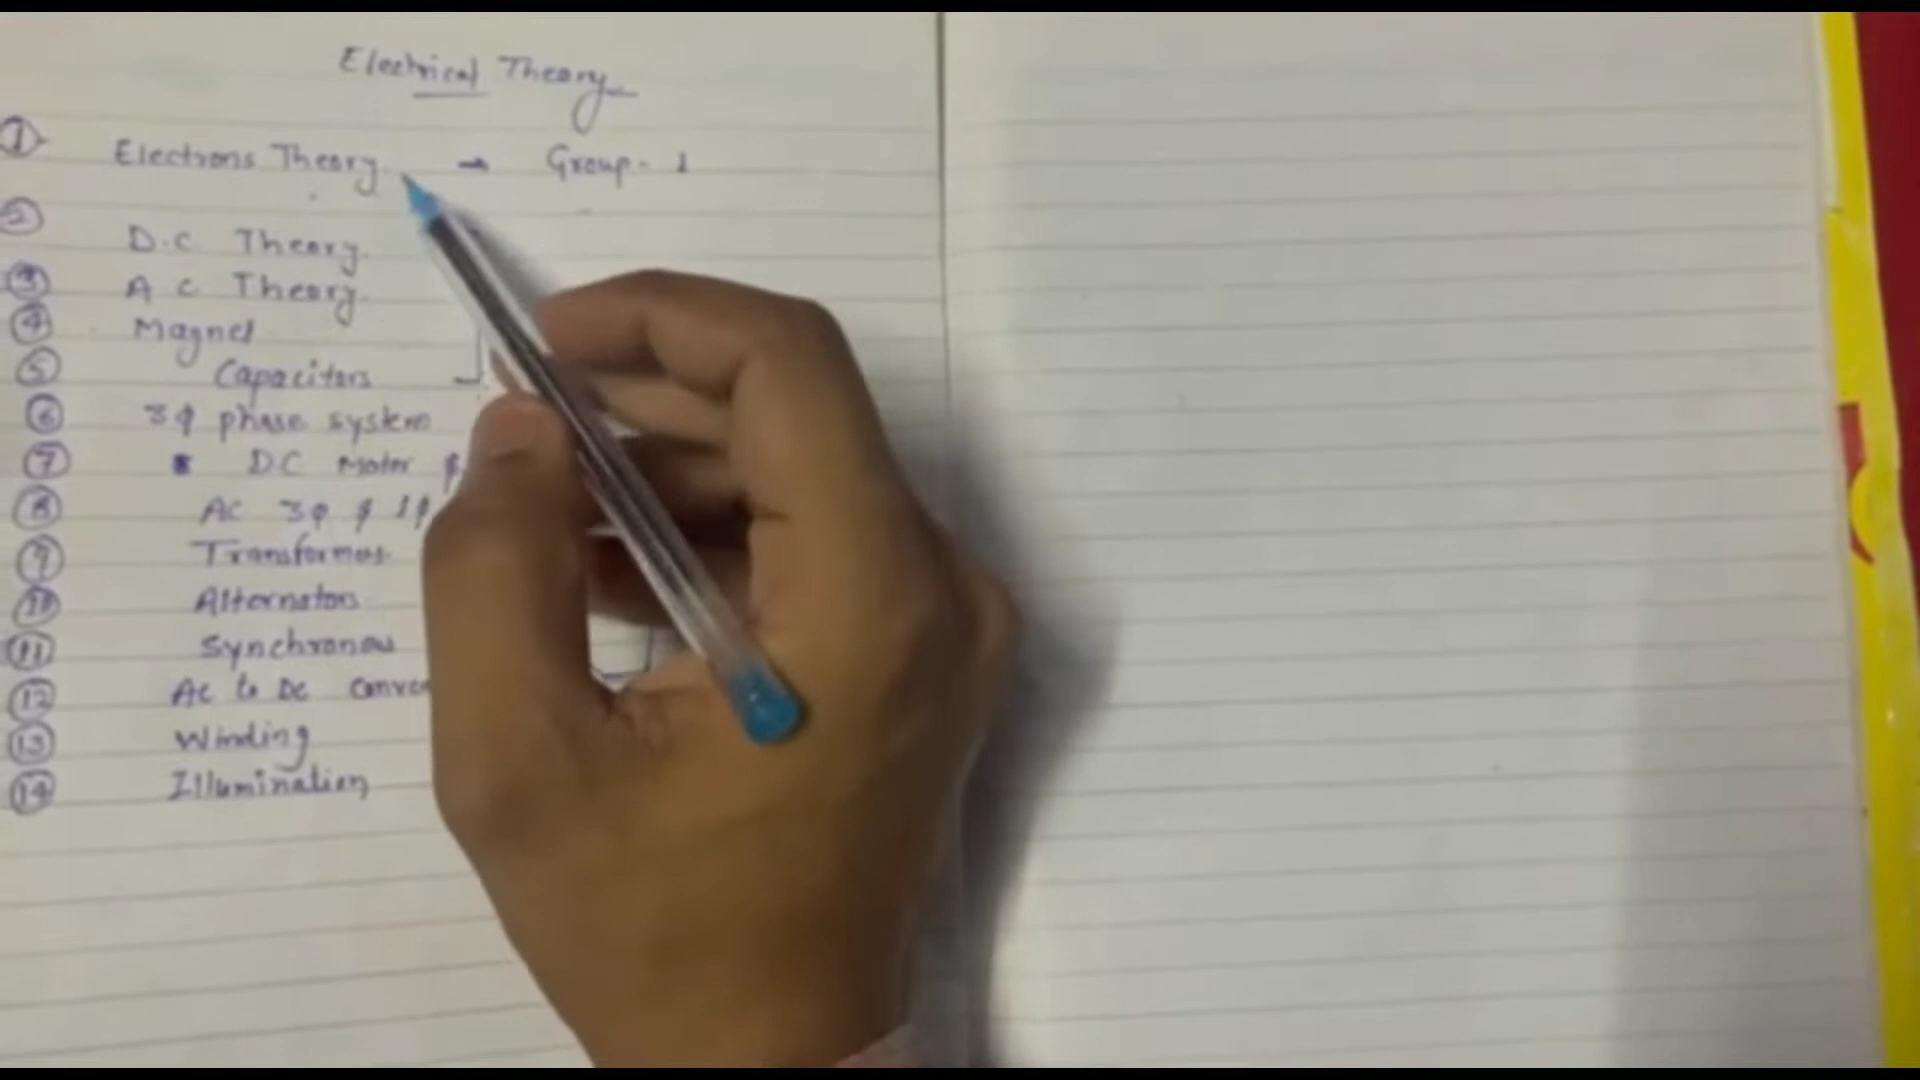 Electrical Theory
① Electrons Theory. → Group - 1
② D.C Theory.
③ A C Theory.
④ Magnet
⑤ Capacitors
⑥ 3φ phase system
⑦ DC Motor &
⑧ AC 3φ & 1φ
⑨ Transformers
⑩ Alternators
⑪ Synchronous
⑫ AC to DC
⑬ Winding
⑭ Illumination